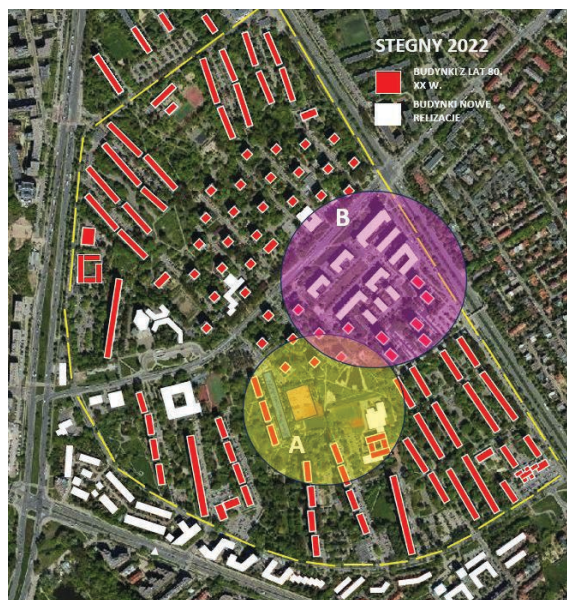 STEGNY 2022
BUDYNKI Z LAT 80.
XX W.
BUDYNKI NOWE
RELIZACJE
B
A